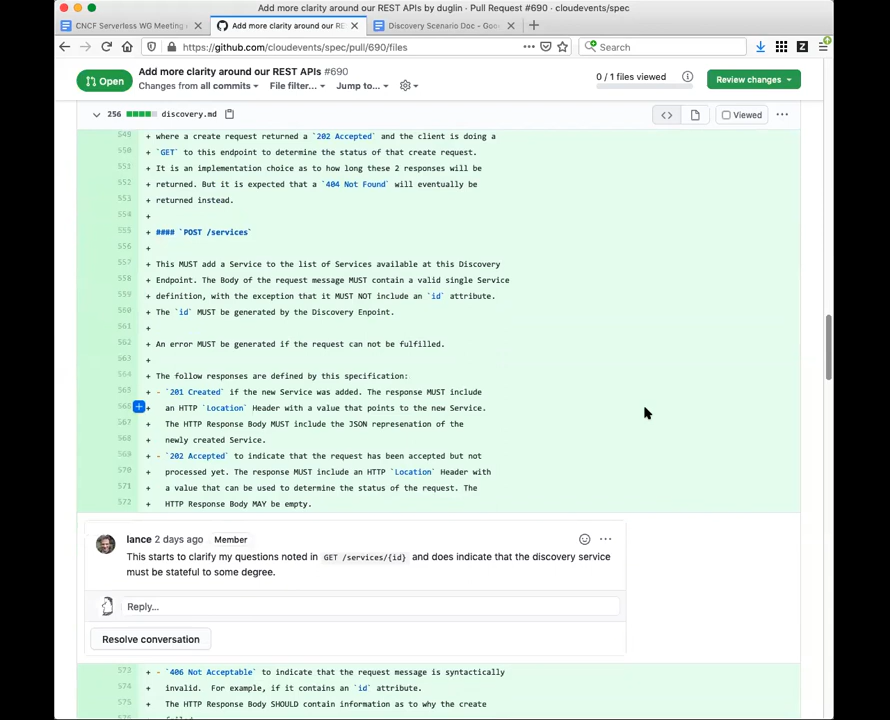 Add more clarity around our REST APIs by duglin · Pull Request #690 · cloudevents/spec
CNCF Serverless WG Meeting × Add more clarity around our RES × Discovery Scenario Doc - Goo × +
https://github.com/cloudevents/spec/pull/690/files Search
Open Add more clarity around our REST APIs #690 0 / 1 files viewed Review changes
Changes from all commits File filter... Jump to...
256 discovery.md Viewed
549 + where a create request returned a `202 Accepted` and the client is doing a
550 + `GET` to this endpoint to determine the status of that create request.
551 + It is an implementation choice as to how long these 2 responses will be
552 + returned. But it is expected that a `404 Not Found` will eventually be
553 + returned instead.
554 +
555 + #### `POST /services`
556 +
557 + This MUST add a Service to the list of Services available at this Discovery
558 + Endpoint. The Body of the request message MUST contain a valid single Service
559 + definition, with the exception that it MUST NOT include an `id` attribute.
560 + The `id` MUST be generated by the Discovery Enpoint.
561 +
562 + An error MUST be generated if the request can not be fulfilled.
563 +
564 + The follow responses are defined by this specification:
565 + - `201 Created` if the new Service was added. The response MUST include
566 + an HTTP `Location` Header with a value that points to the new Service.
567 + The HTTP Response Body MUST include the JSON represenation of the
568 + newly created Service.
569 + - `202 Accepted` to indicate that the request has been accepted but not
570 + processed yet. The response MUST include an HTTP `Location` Header with
571 + a value that can be used to determine the status of the request. The
572 + HTTP Response Body MAY be empty.
lance 2 days ago Member
This starts to clarify my questions noted in GET /services/{id} and does indicate that the discovery service
must be stateful to some degree.
Reply...
Resolve conversation
573 + - `406 Not Acceptable` to indicate that the request message is syntactically
574 + invalid. For example, if it contains an `id` attribute.
575 + The HTTP Response Body SHOULD contain information as to why the create